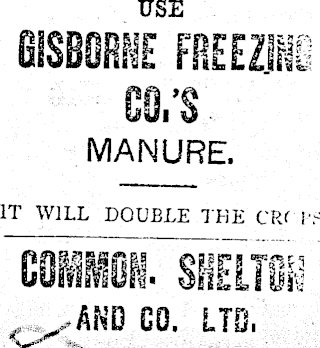 USE
GISBORNE FREEZING
CO.'S
MANURE.
IT WILL DOUBLE THE CROPS
COMMON. SHELTON
AND CO. LTD.